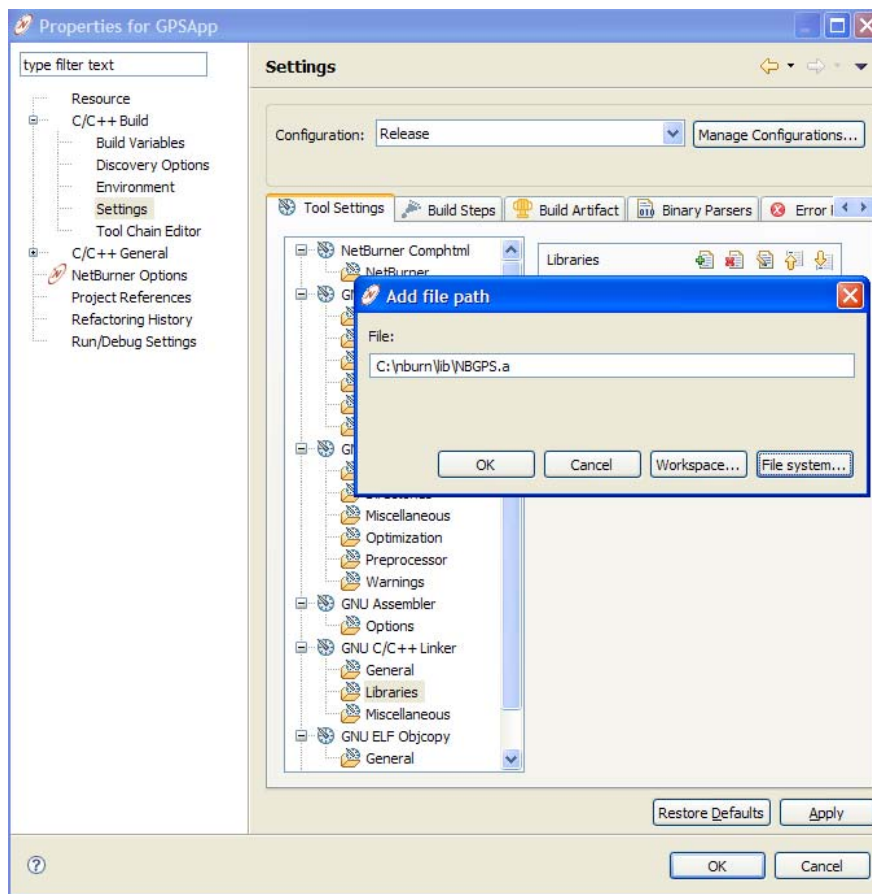 Properties for GPSApp
type filter text
Resource
C/C++ Build
Build Variables
Discovery Options
Environment
Settings
Tool Chain Editor
C/C++ General
NetBurner Options
Project References
Refactoring History
Run/Debug Settings
Settings
Configuration: Release Manage Configurations...
Tool Settings Build Steps Build Artifact Binary Parsers Error
NetBurner Comphtml
NetBurner
Libraries
Add file path
File:
C:\nburn\lib\NBGPS.a
OK Cancel Workspace... File system...
Directories
Miscellaneous
Optimization
Preprocessor
Warnings
GNU Assembler
Options
GNU C/C++ Linker
General
Libraries
Miscellaneous
GNU ELF Objcopy
General
Restore Defaults Apply
OK Cancel